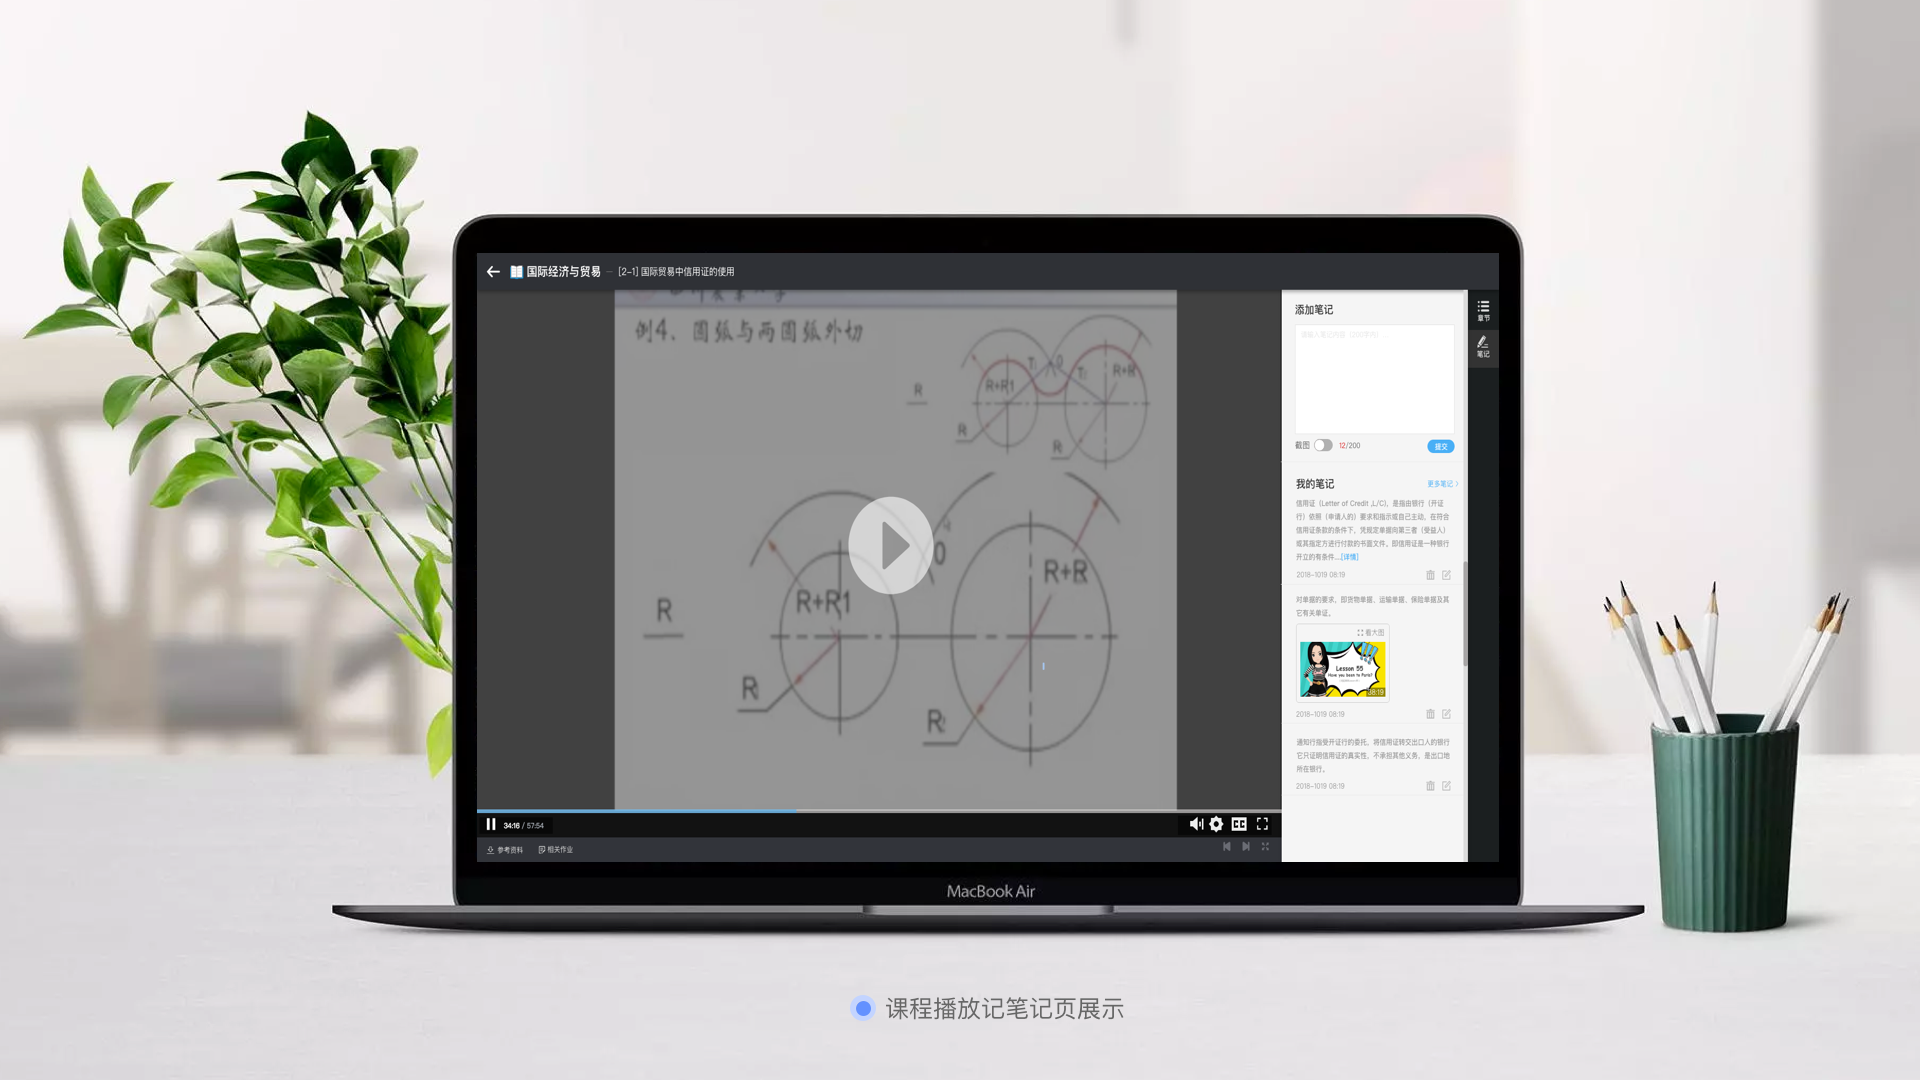 国际经济与贸易 — [2-1] 国际贸易中信用证的使用
例4、圆弧与两圆弧外切
R
R+R1
T
0
T
R+R
R
R
R
R+R1
0
R+R
R
R
34:16 / 57:54
CC
参考资料
相关作业
添加笔记
截图
12/200
提交
我的笔记
更多笔记 >
信用证（Letter of Credit ,L/C)，是指由银行（开证
行）依照（申请人的）要求和指示或自己主动，在符合
信用证条款的条件下，凭规定单据向第三者（受益人）
或其指定方进行付款的书面文件，即信用证是一种银行
开立的有条件...[详情]
2018-1019 08:19
对单据的要求，即货物单据、运输单据、保险单据及其
它有关单证。
看大图
Lesson 55
Have you been to Paris?
08:19
2018-1019 08:19
通知行指受开证行的委托，将信用证转交出口人的银行
它只证明信用证的真实性，不承担其他义务，是出口地
所在银行。
2018-1019 08:19
章节
笔记
MacBook Air
课程播放记笔记页展示